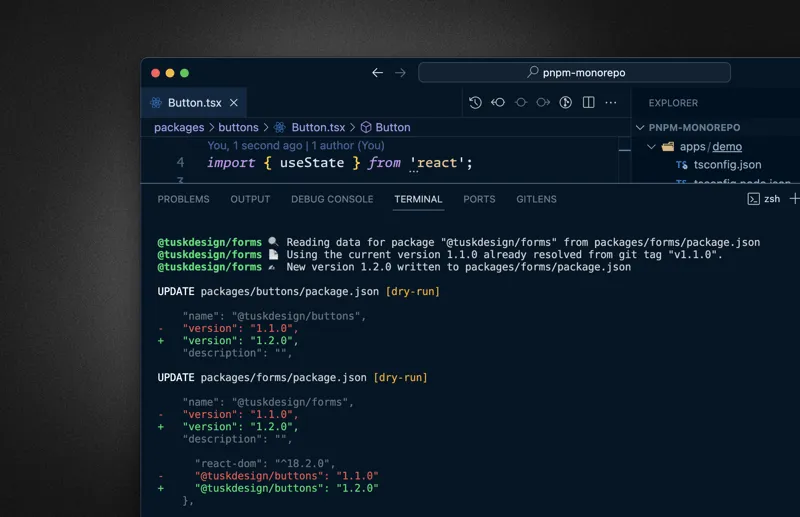 pnpm-monorepo
Button.tsx
EXPLORER
packages > buttons > Button.tsx > Button
PNPM-MONOREPO
You, 1 second ago | 1 author (You)
apps/demo
4 import { useState } from 'react';
tsconfig.json
tsconfig.node.json
PROBLEMS OUTPUT DEBUG CONSOLE TERMINAL PORTS GITLENS zsh
@tuskdesign/forms Reading data for package "@tuskdesign/forms" from packages/forms/package.json
@tuskdesign/forms Using the current version 1.1.0 already resolved from git tag "v1.1.0".
@tuskdesign/forms New version 1.2.0 written to packages/forms/package.json
UPDATE packages/buttons/package.json [dry-run]
"name": "@tuskdesign/buttons",
- "version": "1.1.0",
+ "version": "1.2.0",
"description": "",
UPDATE packages/forms/package.json [dry-run]
"name": "@tuskdesign/forms",
- "version": "1.1.0",
+ "version": "1.2.0",
"description": "",
"react-dom": "^18.2.0",
- "@tuskdesign/buttons": "1.1.0"
+ "@tuskdesign/buttons": "1.2.0"
},